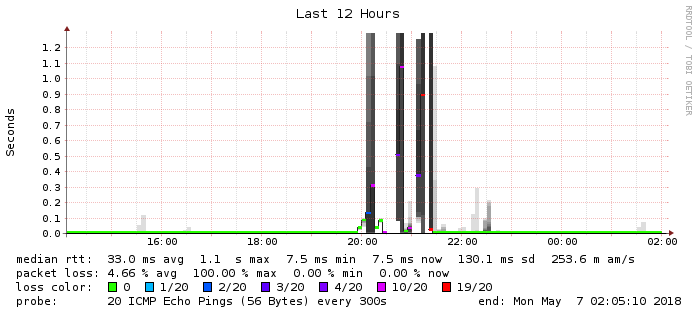 Last 12 Hours
RRDTOOL / TOBI OETIKER
Seconds
1.2
1.1
1.0
0.9
0.8
0.7
0.6
0.5
0.4
0.3
0.2
0.1
0.0
16:00 18:00 20:00 22:00 00:00 02:00
median rtt: 33.0 ms avg 1.1 s max 7.5 ms min 7.5 ms now 130.1 ms sd 253.6 m am/s
packet loss: 4.66 % avg 100.00 % max 0.00 % min 0.00 % now
loss color: 0 1/20 2/20 3/20 4/20 10/20 19/20
probe: 20 ICMP Echo Pings (56 Bytes) every 300s end: Mon May 7 02:05:10 2018